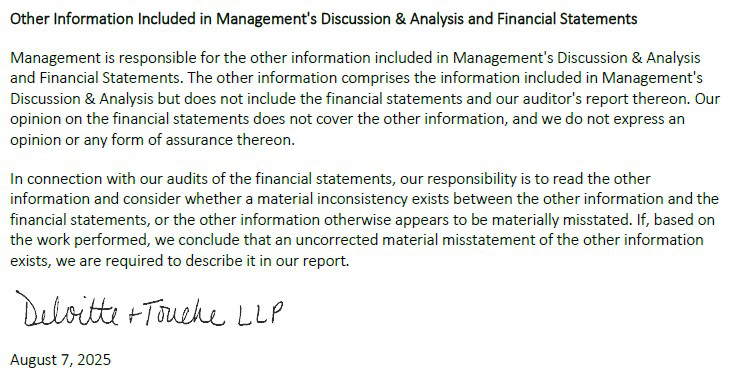 Other Information Included in Management's Discussion & Analysis and Financial Statements
Management is responsible for the other information included in Management's Discussion & Analysis
and Financial Statements. The other information comprises the information included in Management's
Discussion & Analysis but does not include the financial statements and our auditor's report thereon. Our
opinion on the financial statements does not cover the other information, and we do not express an
opinion or any form of assurance thereon.
In connection with our audits of the financial statements, our responsibility is to read the other
information and consider whether a material inconsistency exists between the other information and the
financial statements, or the other information otherwise appears to be materially misstated. If, based on
the work performed, we conclude that an uncorrected material misstatement of the other information
exists, we are required to describe it in our report.
Deloitte + Touche LLP
August 7, 2025